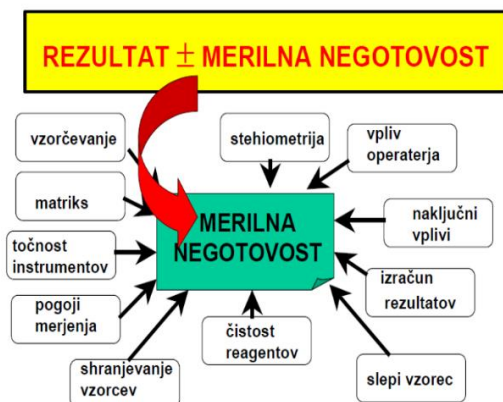 REZULTAT ± MERILNA NEGOTOVOST
vzorčevanje
stehiometrija
vpliv
operaterja
matriks
MERILNA
NEGOTOVOST
naključni
vplivi
točnost
instrumentov
izračun
rezultatov
pogoji
merjenja
čistost
reagentov
shranjevanje
vzorcev
slepi vzorec